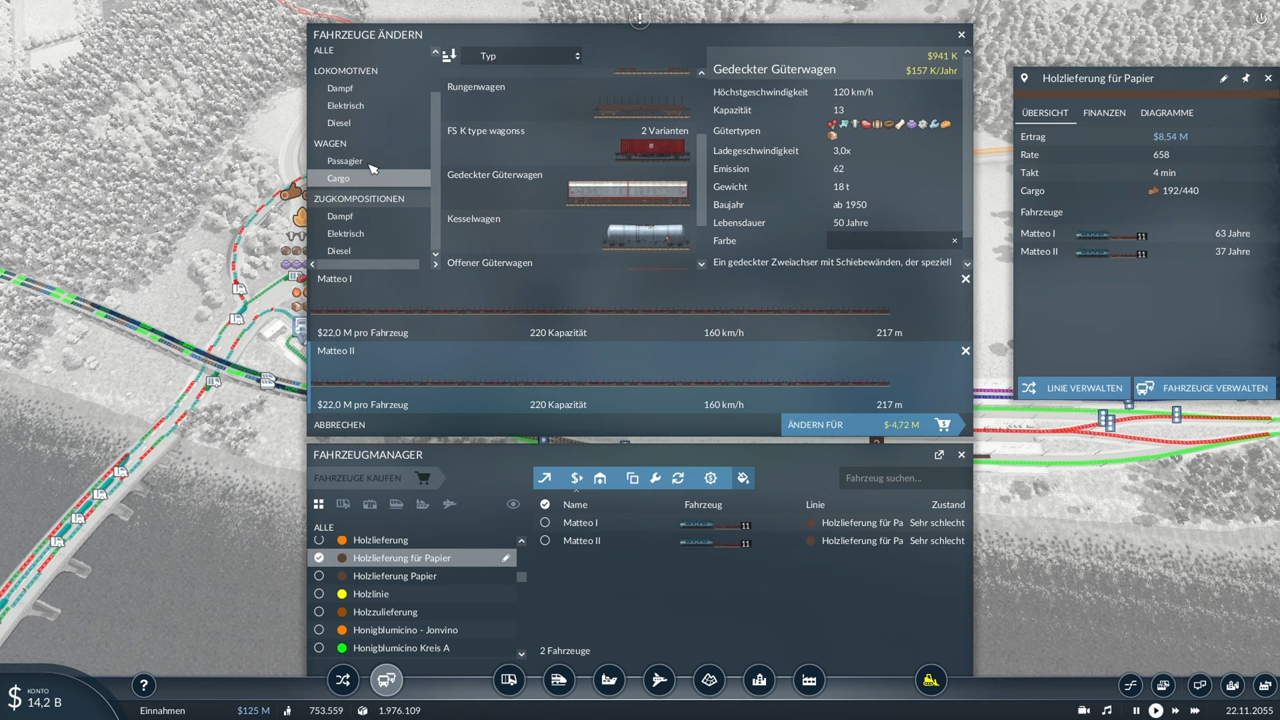 FAHRZEUGE ÄNDERN
ALLE
LOKOMOTIVEN
Dampf
Elektrisch
Diesel
WAGEN
Passagier
Cargo
ZUGKOMPOSITIONEN
Dampf
Elektrisch
Diesel
Typ
Rungenwagen
FS K type wagonss
2 Varianten
Gedeckter Güterwagen
Kesselwagen
Offener Güterwagen
$941 K
Gedeckter Güterwagen
$157 K/Jahr
Höchstgeschwindigkeit 120 km/h
Kapazität 13
Gütertypen
Ladegeschwindigkeit 3,0x
Emission 62
Gewicht 18 t
Baujahr ab 1950
Lebensdauer 50 Jahre
Farbe
Ein gedeckter Zweiachser mit Schiebewänden, der speziell
Matteo I
$22,0 M pro Fahrzeug 220 Kapazität 160 km/h 217 m
Matteo II
$22,0 M pro Fahrzeug 220 Kapazität 160 km/h 217 m
ABBRECHEN
ÄNDERN FÜR $-4,72 M
Holzlieferung für Papier
ÜBERSICHT FINANZEN DIAGRAMME
Ertrag $8,54 M
Rate 658
Takt 4 min
Cargo 192/440
Fahrzeuge
Matteo I 11 63 Jahre
Matteo II 11 37 Jahre
LINIE VERWALTEN
FAHRZEUGE VERWALTEN
FAHRZEUGMANAGER
FAHRZEUGE KAUFEN
Fahrzeug suchen...
ALLE
Holzlieferung
Holzlieferung für Papier
Holzlieferung Papier
Holzlinie
Holzzulieferung
Honigblumicino - Jonvino
Honigblumicino Kreis A
Name Fahrzeug Linie Zustand
Matteo I 11 Holzlieferung für Pa Sehr schlecht
Matteo II 11 Holzlieferung für Pa Sehr schlecht
2 Fahrzeuge
$ KONTO
14,2 B
?
Einnahmen $125 M 753.559 1.976.109
22.11.2055